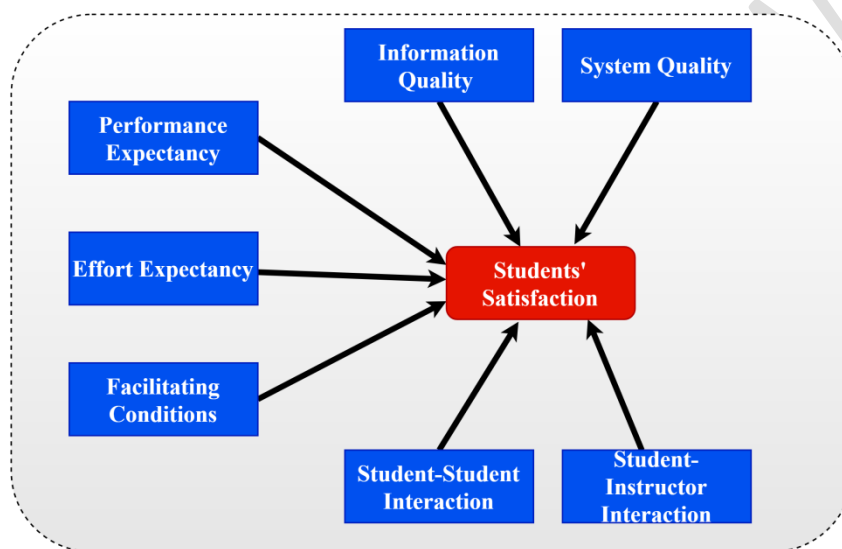 Information
Quality
System Quality
Performance
Expectancy
Effort Expectancy
Students'
Satisfaction
Facilitating
Conditions
Student-Student
Interaction
Student-
Instructor
Interaction